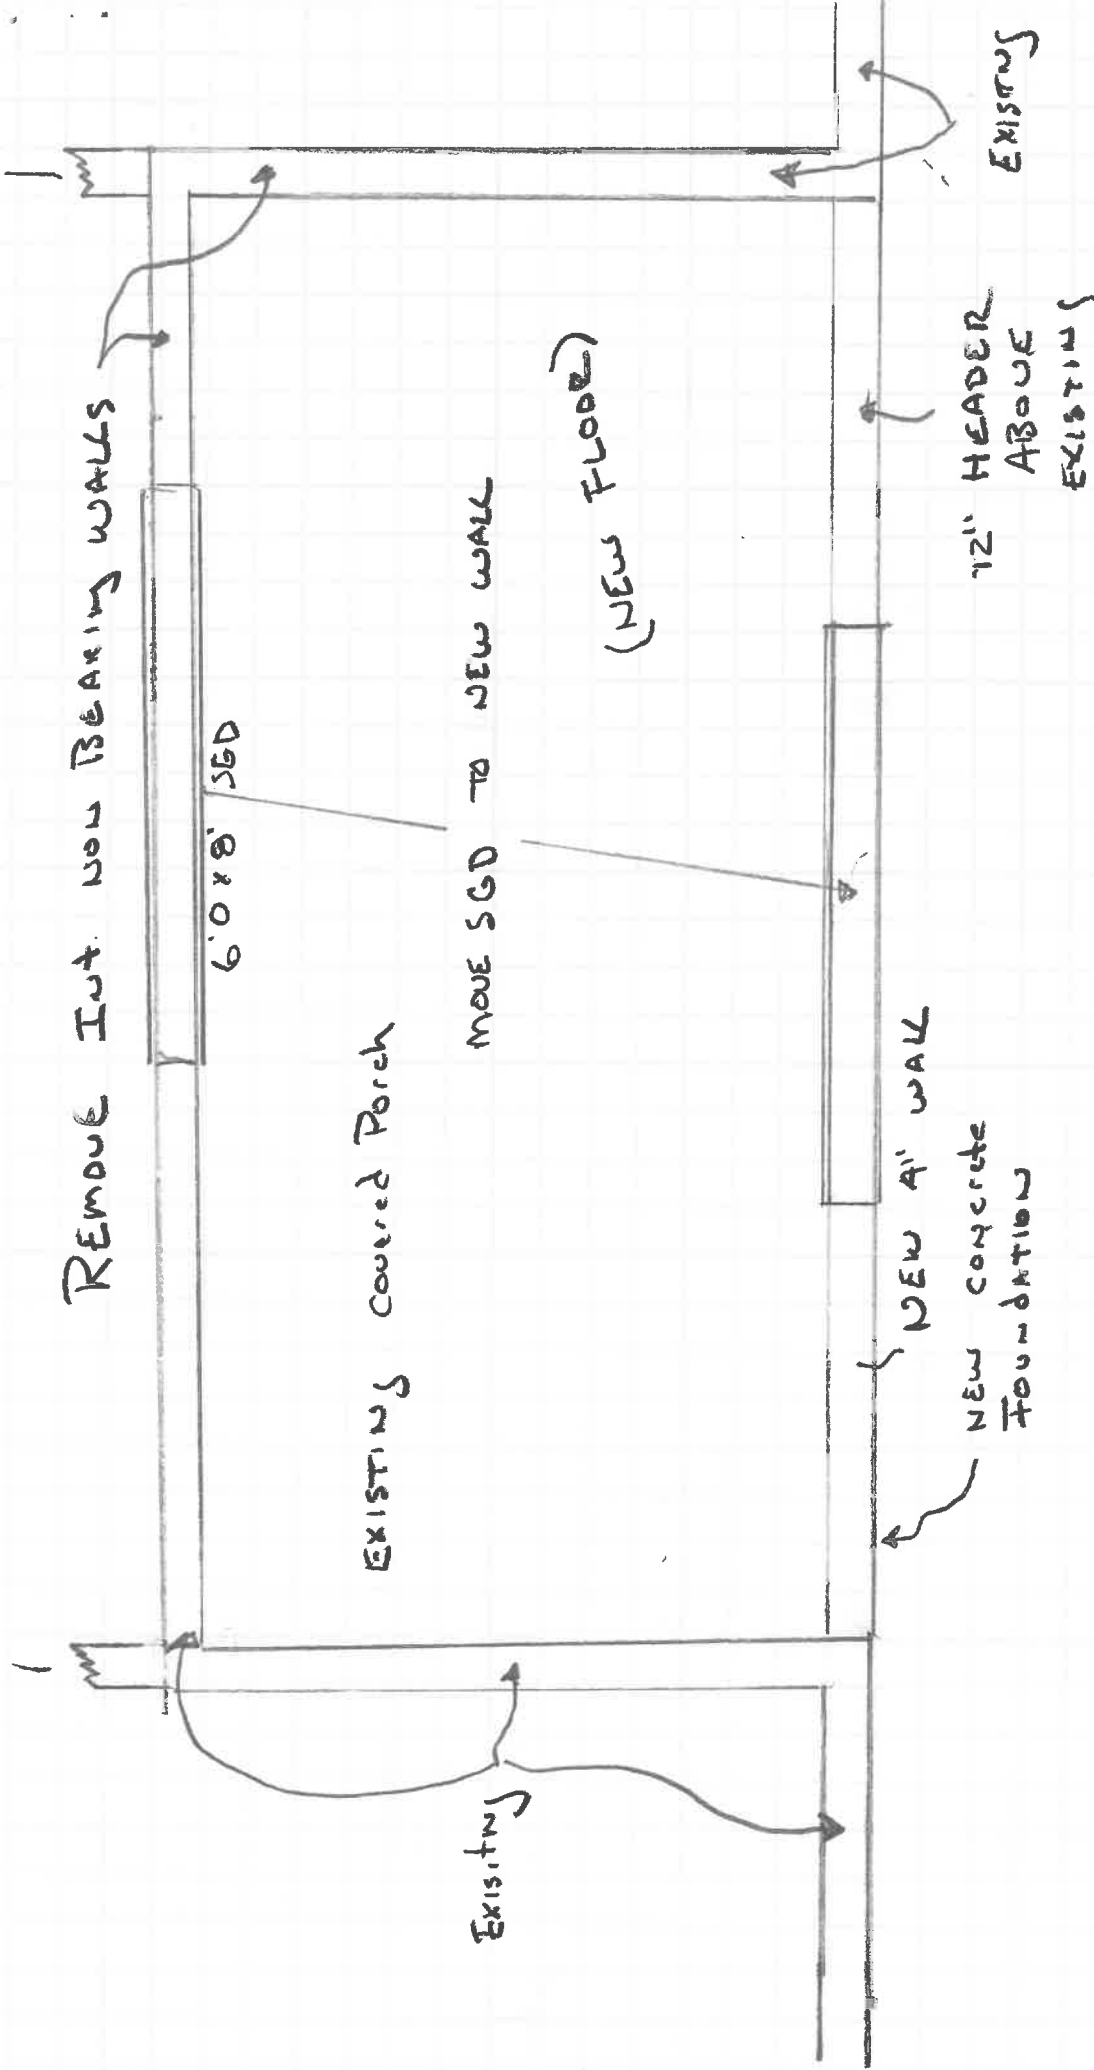 REMOVE Int. NON BEARING WALLS
6'0 x 8' SGD
EXISTING Covered Porch
MOVE SGD TO NEW WALL
(NEW FLOOR)
Exisitng
NEW 4" WALL
NEW concrete
FOUNDATION
12" HEADER
ABOVE
EXISTING
EXISTING